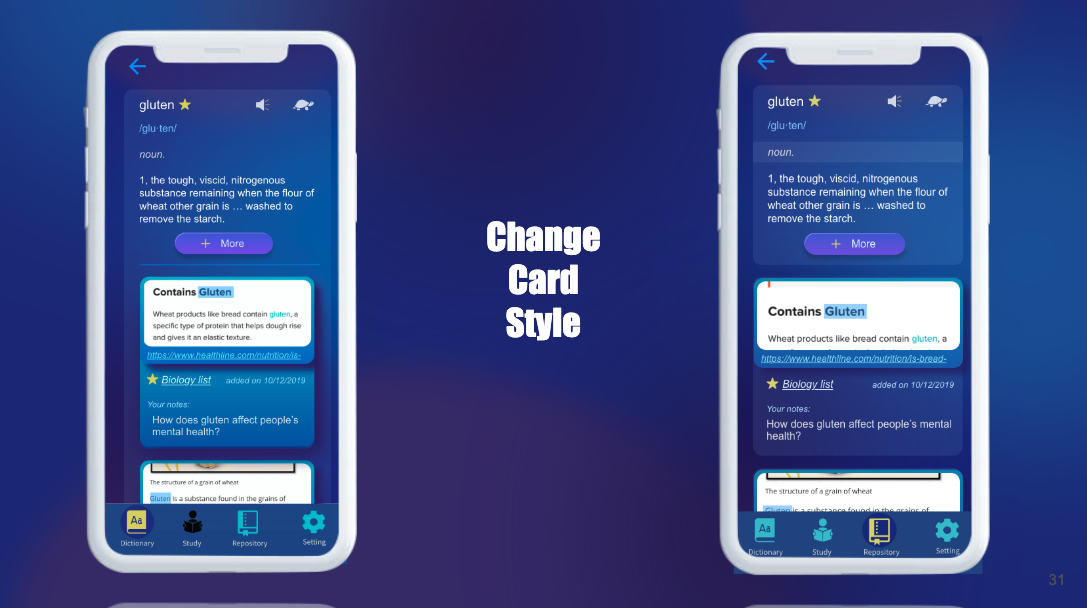 gluten
/glu·ten/
noun.
1, the tough, viscid, nitrogenous
substance remaining when the flour of
wheat other grain is ... washed to
remove the starch.
+ More
Contains Gluten
Wheat products like bread contain gluten, a
specific type of protein that helps dough rise
and gives it an elastic texture.
https://www.healthline.com/nutrition/is-
Biology list added on 10/12/2019
Your notes:
How does gluten affect people's
mental health?
The structure of a grain of wheat
Gluten is a substance found in the grains of
Aa
Dictionary Study Repository Setting
Change
Card
Style
gluten
/glu·ten/
noun.
1, the tough, viscid, nitrogenous
substance remaining when the flour of
wheat other grain is ... washed to
remove the starch.
+ More
Contains Gluten
Wheat products like bread contain gluten, a
https://www.healthline.com/nutrition/is-bread-
Biology list added on 10/12/2019
Your notes:
How does gluten affect people's mental
health?
The structure of a grain of wheat
Gluten is a substance found in the grains of
Aa
Dictionary Study Repository Setting
31